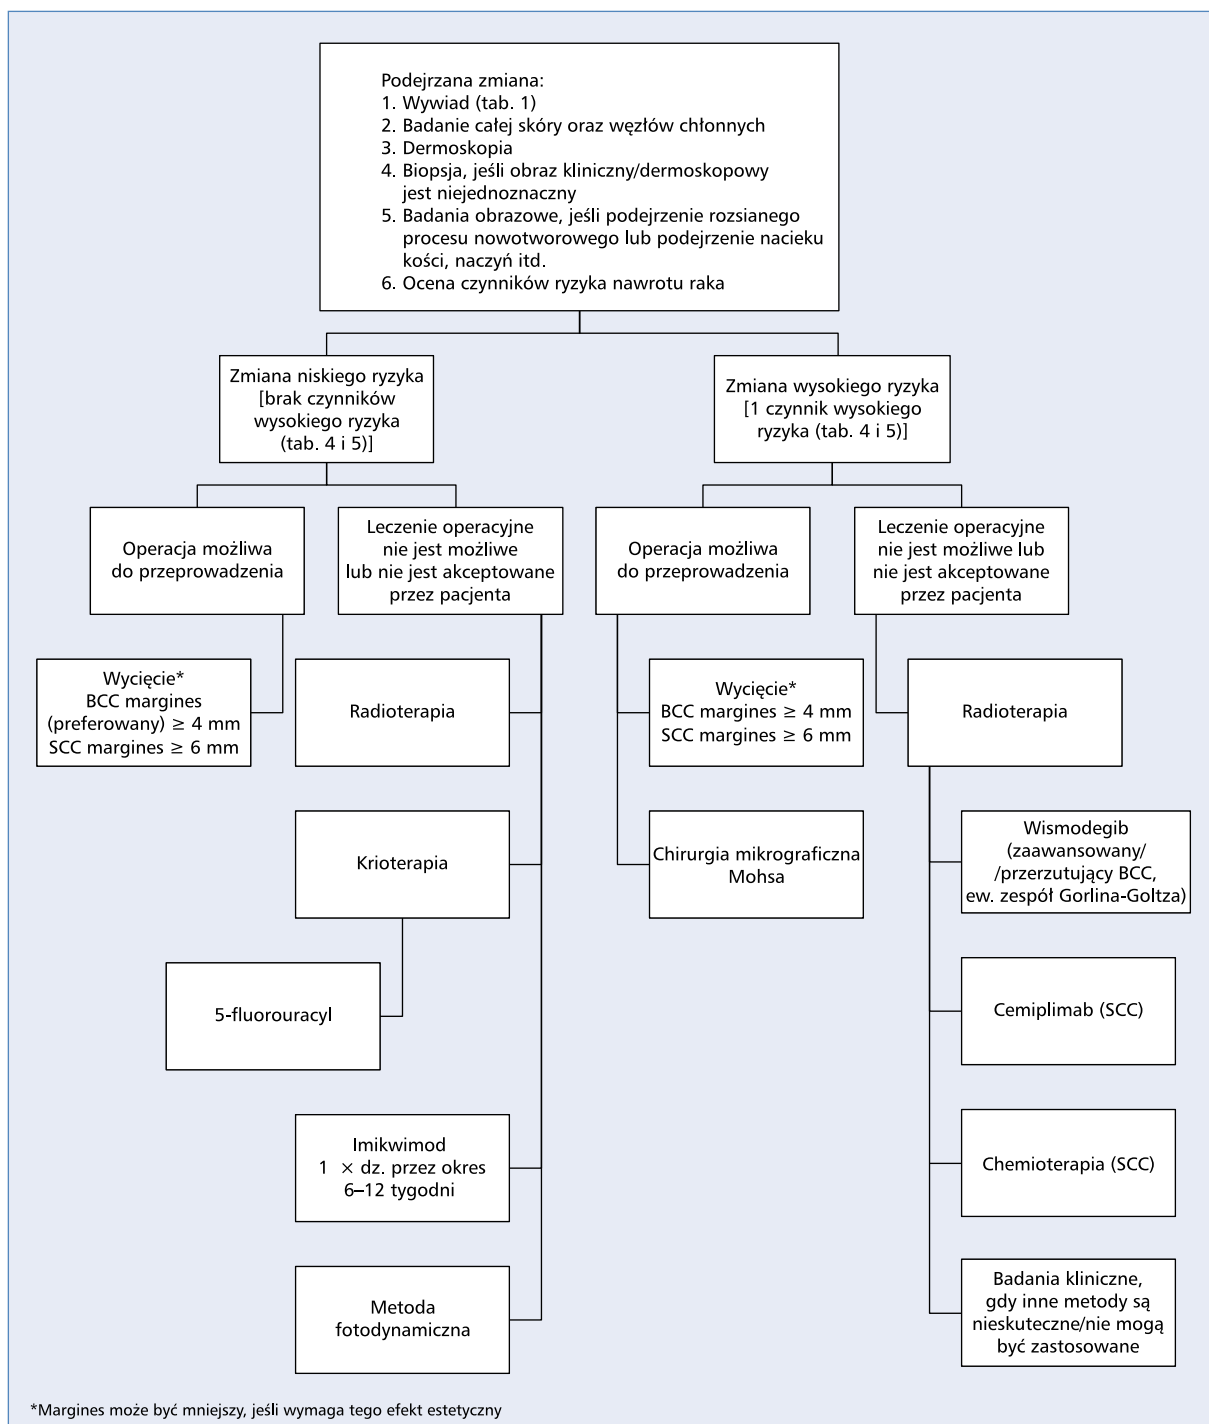 Podejrzana zmiana:
1. Wywiad (tab. 1)
2. Badanie całej skóry oraz węzłów chłonnych
3. Dermoskopia
4. Biopsja, jeśli obraz kliniczny/dermoskopowy
jest niejednoznaczny
5. Badania obrazowe, jeśli podejrzenie rozsianego
procesu nowotworowego lub podejrzenie nacieku
kości, naczyń itd.
6. Ocena czynników ryzyka nawrotu raka
Zmiana niskiego ryzyka
[brak czynników
wysokiego ryzyka
(tab. 4 i 5)]
Zmiana wysokiego ryzyka
[1 czynnik wysokiego
ryzyka (tab. 4 i 5)]
Operacja możliwa
do przeprowadzenia
Leczenie operacyjne
nie jest możliwe
lub nie jest akceptowane
przez pacjenta
Operacja możliwa
do przeprowadzenia
Leczenie operacyjne
nie jest możliwe lub
nie jest akceptowane
przez pacjenta
Wycięcie*
BCC margines
(preferowany) ≥ 4 mm
SCC margines ≥ 6 mm
Radioterapia
Wycięcie*
BCC margines ≥ 4 mm
SCC margines ≥ 6 mm
Radioterapia
Krioterapia
Chirurgia mikrograficzna
Mohsa
Wismodegib
(zaawansowany/
/przerzutujący BCC,
ew. zespół Gorlina-Goltza)
5-fluorouracyl
Cemiplimab (SCC)
Imikwimod
1 × dz. przez okres
6–12 tygodni
Chemioterapia (SCC)
Metoda
fotodynamiczna
Badania kliniczne,
gdy inne metody są
nieskuteczne/nie mogą
być zastosowane
*Margines może być mniejszy, jeśli wymaga tego efekt estetyczny